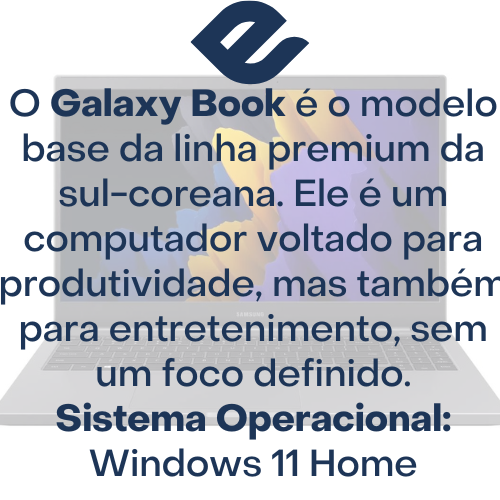 O Galaxy Book é o modelo
base da linha premium da
sul-coreana. Ele é um
computador voltado para
produtividade, mas também
para entretenimento, sem
um foco definido.
Sistema Operacional:
Windows 11 Home